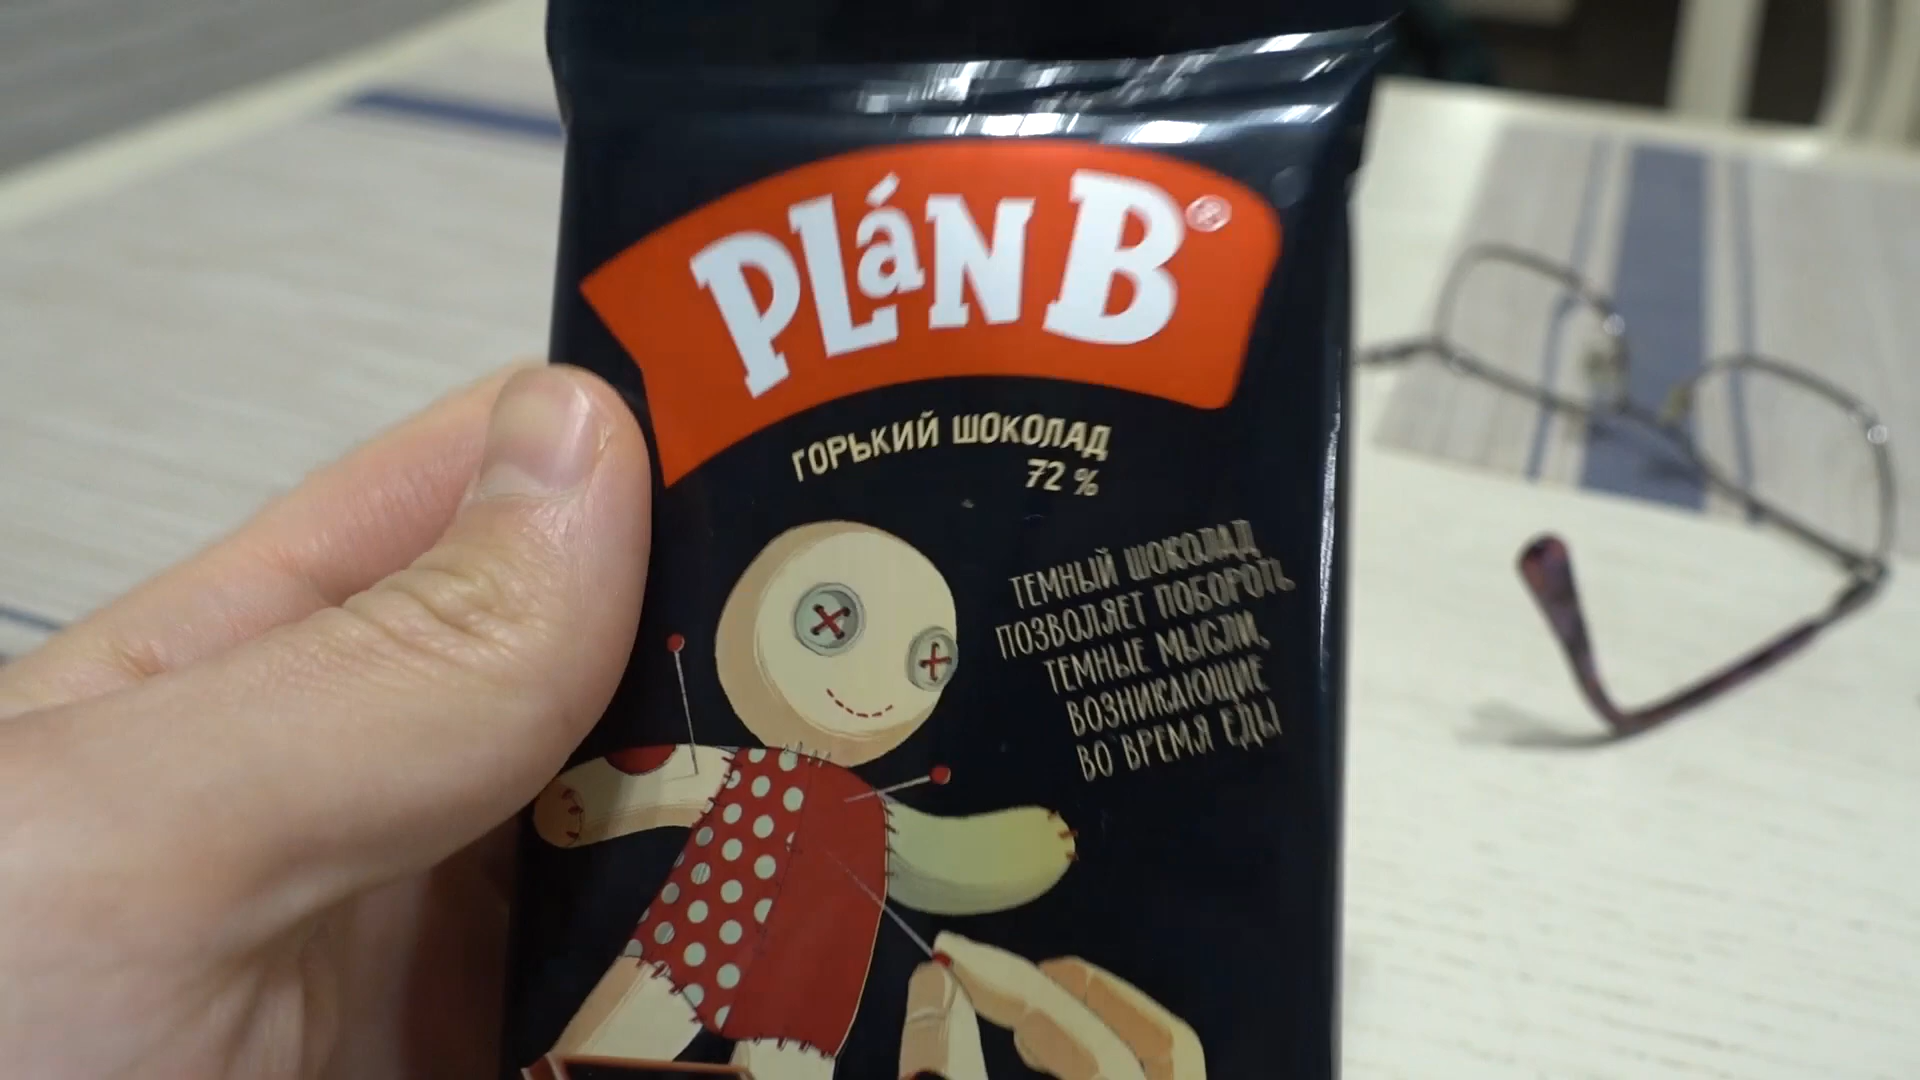 PLáN B®
ГОРЬКИЙ ШОКОЛАД
72 %
ТЕМНЫЙ ШОКОЛАД
ПОЗВОЛЯЕТ ПОБОРОТЬ
ТЕМНЫЕ МЫСЛИ,
ВОЗНИКАЮЩИЕ
ВО ВРЕМЯ ЕДЫ